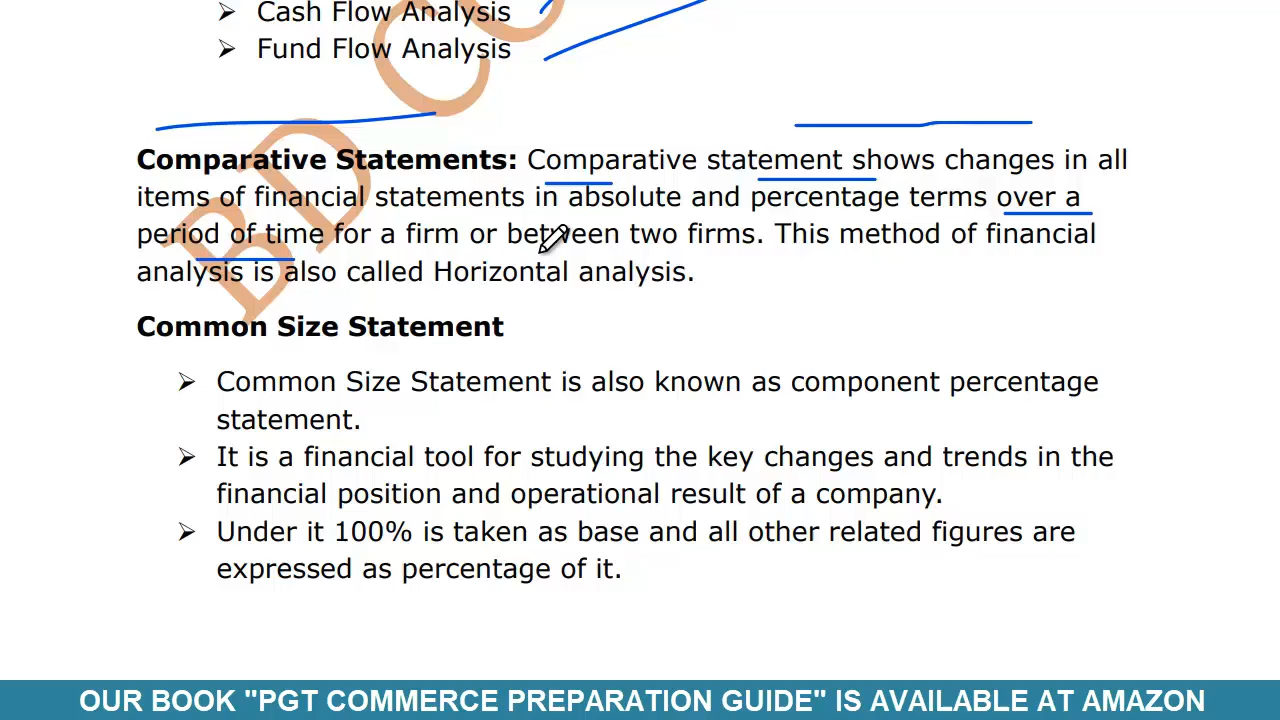 ➢ Cash Flow Analysis
➢ Fund Flow Analysis
Comparative Statements: Comparative statement shows changes in all
items of financial statements in absolute and percentage terms over a
period of time for a firm or between two firms. This method of financial
analysis is also called Horizontal analysis.
Common Size Statement
➢ Common Size Statement is also known as component percentage
statement.
➢ It is a financial tool for studying the key changes and trends in the
financial position and operational result of a company.
➢ Under it 100% is taken as base and all other related figures are
expressed as percentage of it.
OUR BOOK "PGT COMMERCE PREPARATION GUIDE" IS AVAILABLE AT AMAZON